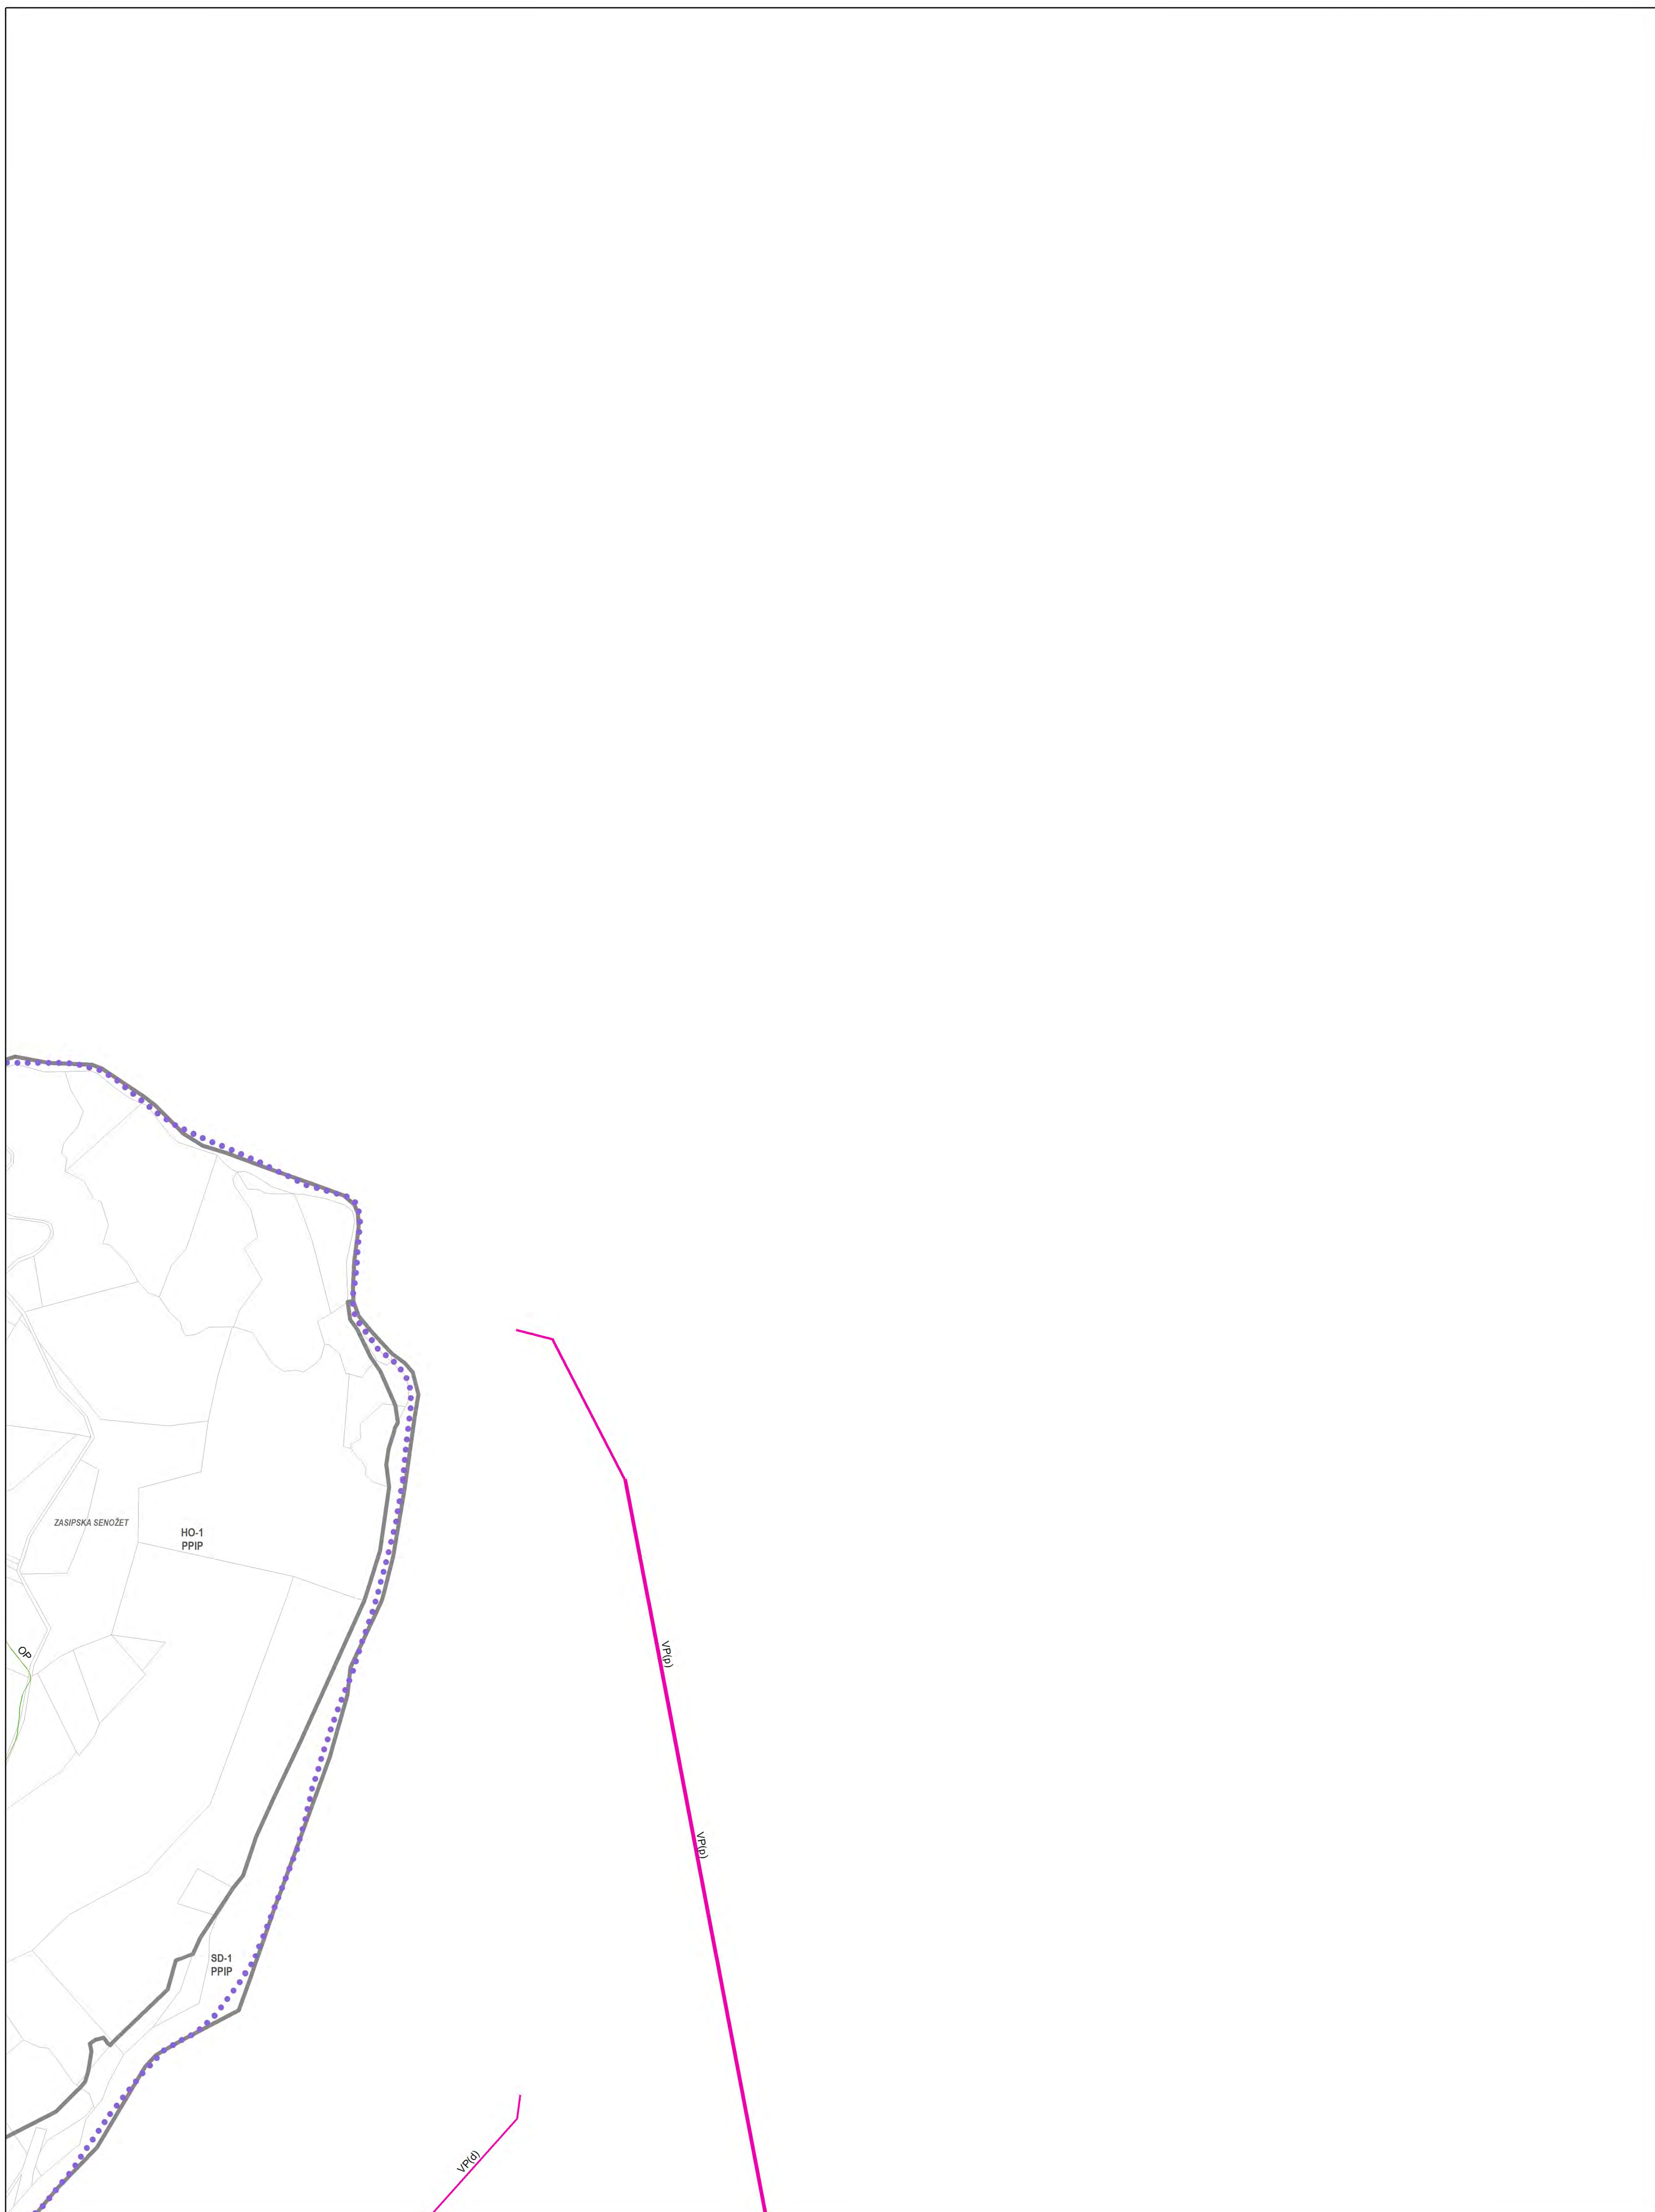 ZASIPSKA SENOŽET
HO-1
PPIP
OP
VP(p)
VP(p)
SD-1
PPIP
VP(d)